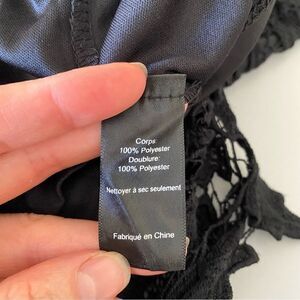 Corps:
100% Polyester
Doublure:
100% Polyester
Nettoyer à sec seulement
Fabriqué en Chine